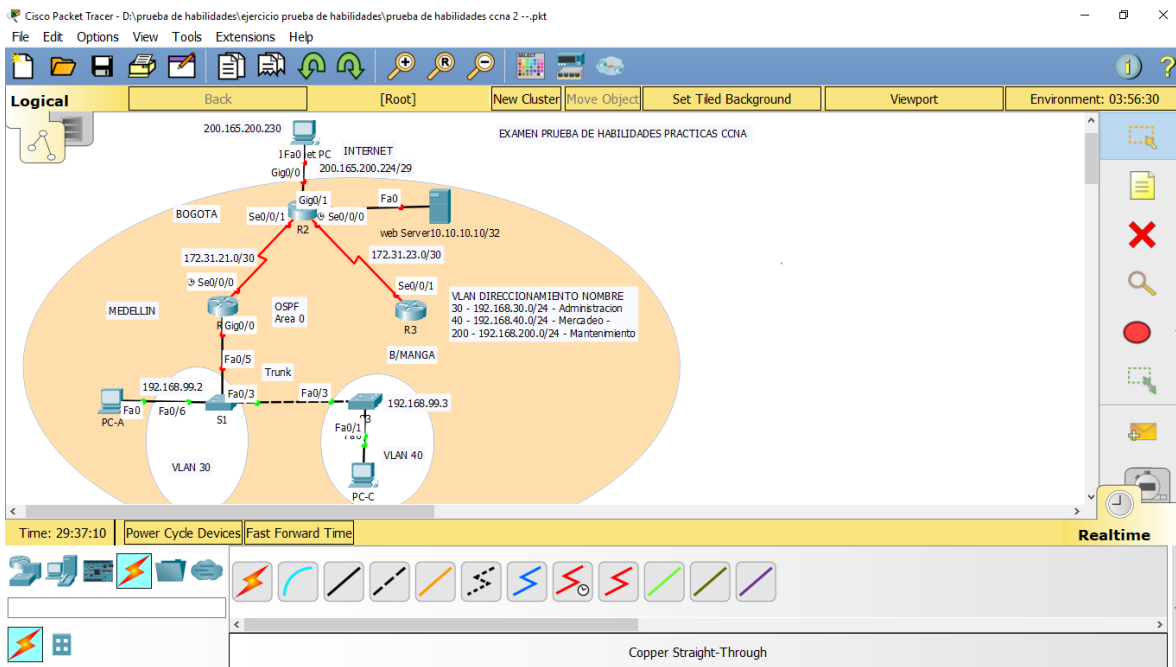 Cisco Packet Tracer - D:\prueba de habilidades\ejercicio prueba de habilidades\prueba de habilidades ccna 2 --.pkt
File Edit Options View Tools Extensions Help
Logical
Back
[Root]
New Cluster
Move Object
Set Tiled Background
Viewport
Environment: 03:56:30
200.165.200.230
EXAMEN PRUEBA DE HABILIDADES PRACTICAS CCNA
Fa0
et PC
INTERNET
200.165.200.224/29
Gig0/0
Gig0/1
Fa0
BOGOTA
Se0/0/1
Se0/0/0
R2
web Server10.10.10.10/32
172.31.21.0/30
172.31.23.0/30
Se0/0/0
Se0/0/1
MEDELLIN
OSPF
Area 0
Gig0/0
R3
VLAN DIRECCIONAMIENTO NOMBRE
30 - 192.168.30.0/24 - Administracion
40 - 192.168.40.0/24 - Mercadeo -
200 - 192.168.200.0/24 - Mantenimiento
B/MANGA
Fa0/5
Trunk
192.168.99.2
Fa0/3
Fa0/3
192.168.99.3
Fa0
Fa0/6
PC-A
S1
Fa0/1
VLAN 40
VLAN 30
PC-C
Time: 29:37:10
Power Cycle Devices
Fast Forward Time
Realtime
Copper Straight-Through